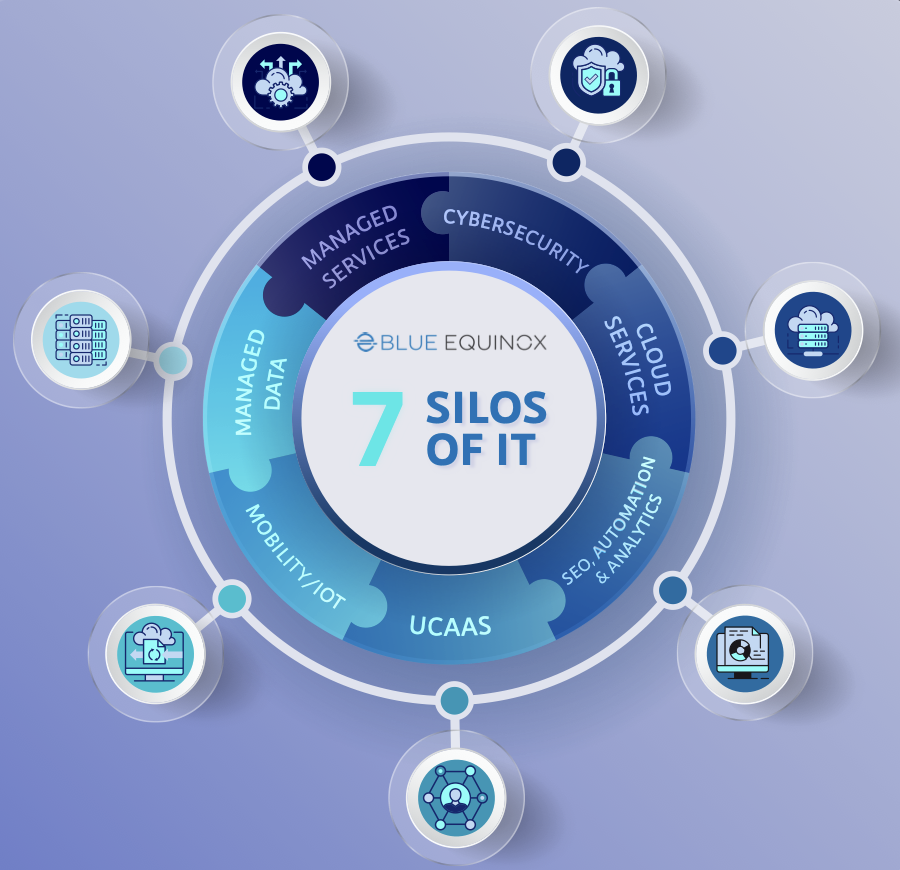 MANAGED
SERVICES
CYBERSECURITY
CLOUD
SERVICES
SEO, AUTOMATION
& ANALYTICS
UCAAS
MOBILITY/IOT
MANAGED
DATA
BLUE EQUINOX
7 SILOS
OF IT